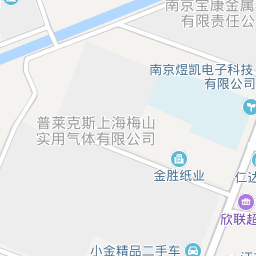 南京宝康金属
有限责任公
南京煜凯电子科技
有限公司
普莱克斯上海梅山
实用气体有限公司
金胜纸业
仁达
欣联超
小金精品二手车